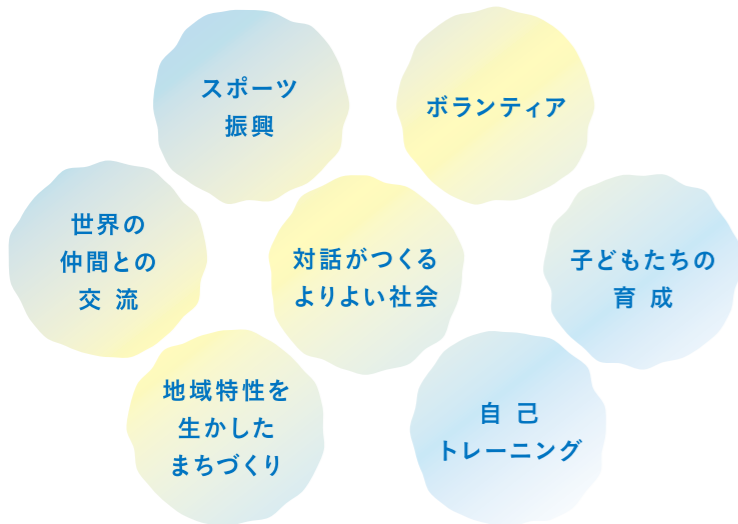 スポーツ
振興
ボランティア
世界の
仲間との
交 流
対話がつくる
よりよい社会
子どもたちの
育 成
地域特性を
生かした
まちづくり
自 己
トレーニング